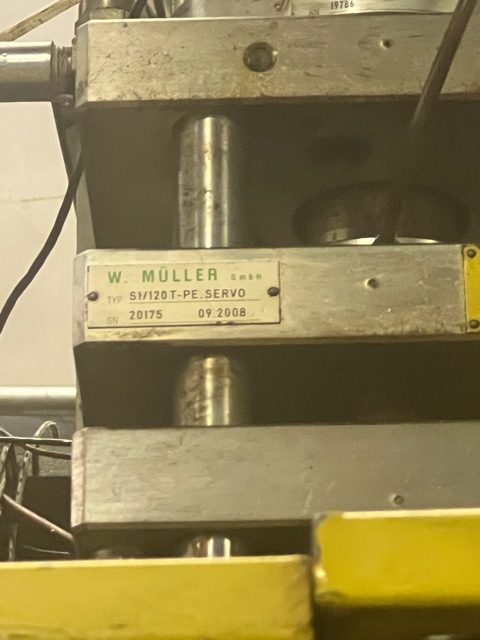 19786
W. MÜLLER GmbH
TYP S1/120T-PE.SERVO
SN 20175 09.2008